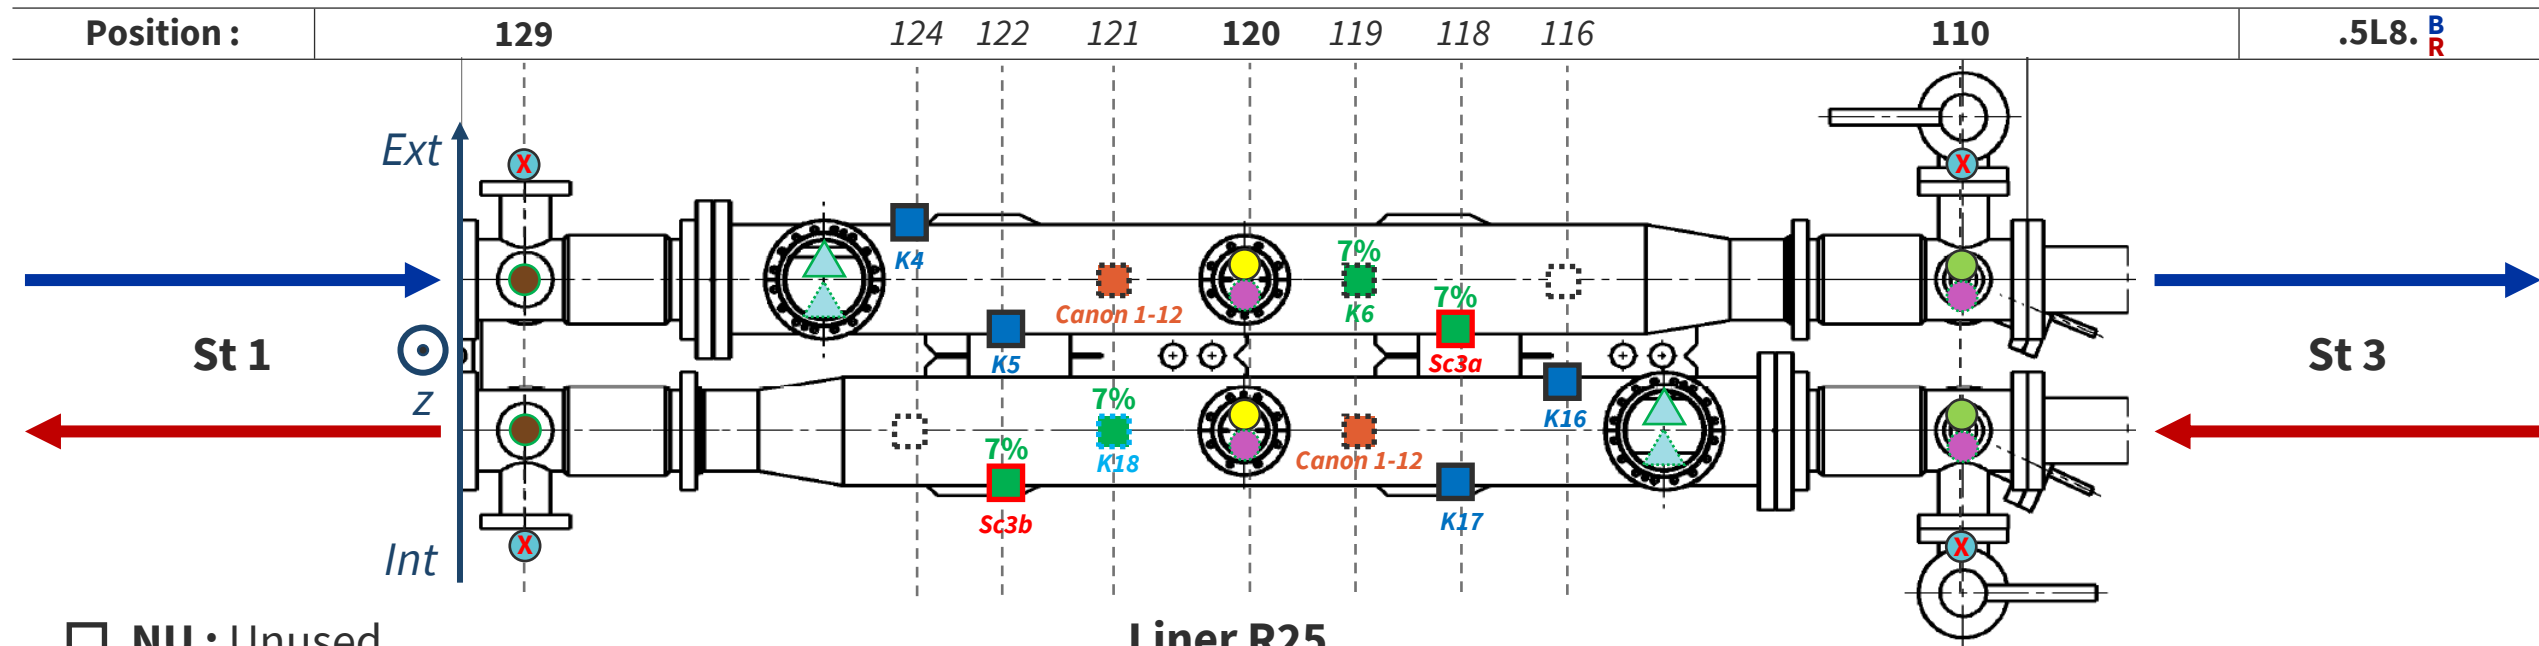 Position : 129 124 122 121 120 119 118 116 110 .5L8. B R
Ext
X X
K4 7%
Canon 1-12 K6 7%
St 1 K5 Sc3a St 3
z 7% K16
K18 Canon 1-12
7%
Sc3b K17
Int X X
NU : Unused Liner R25